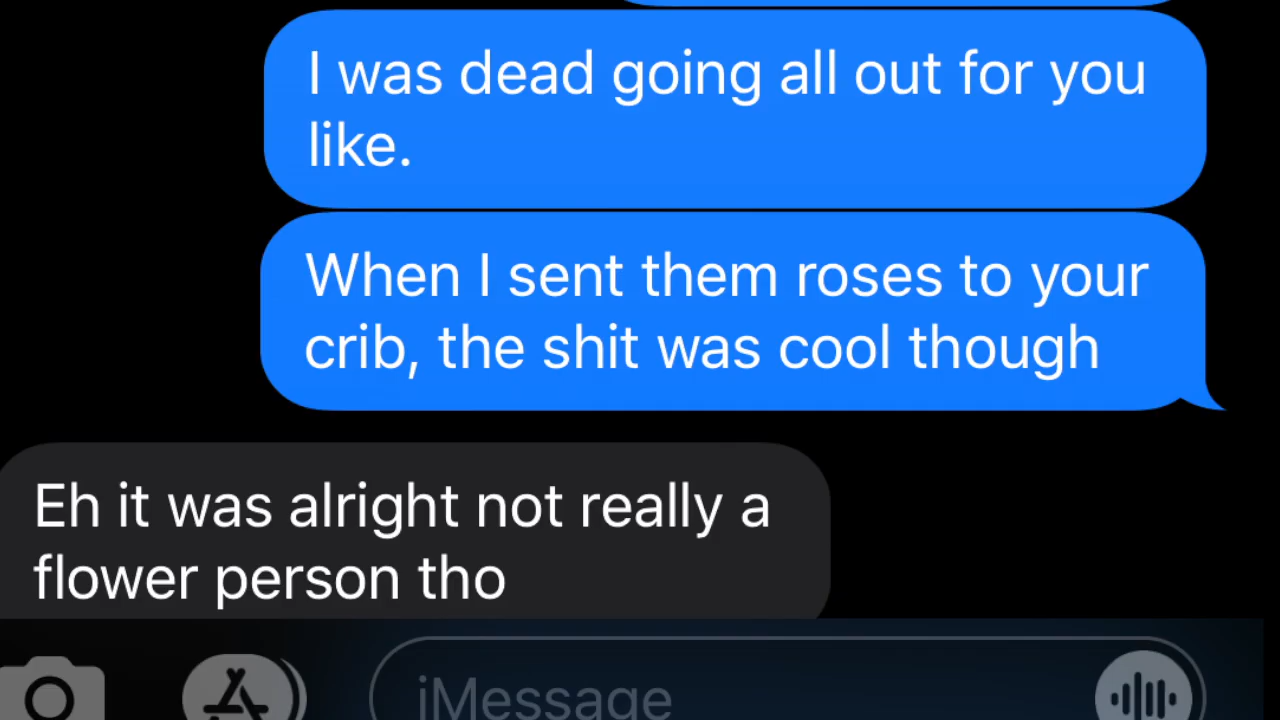 I was dead going all out for you
like.
When I sent them roses to your
crib, the shit was cool though
Eh it was alright not really a
flower person tho
iMessage